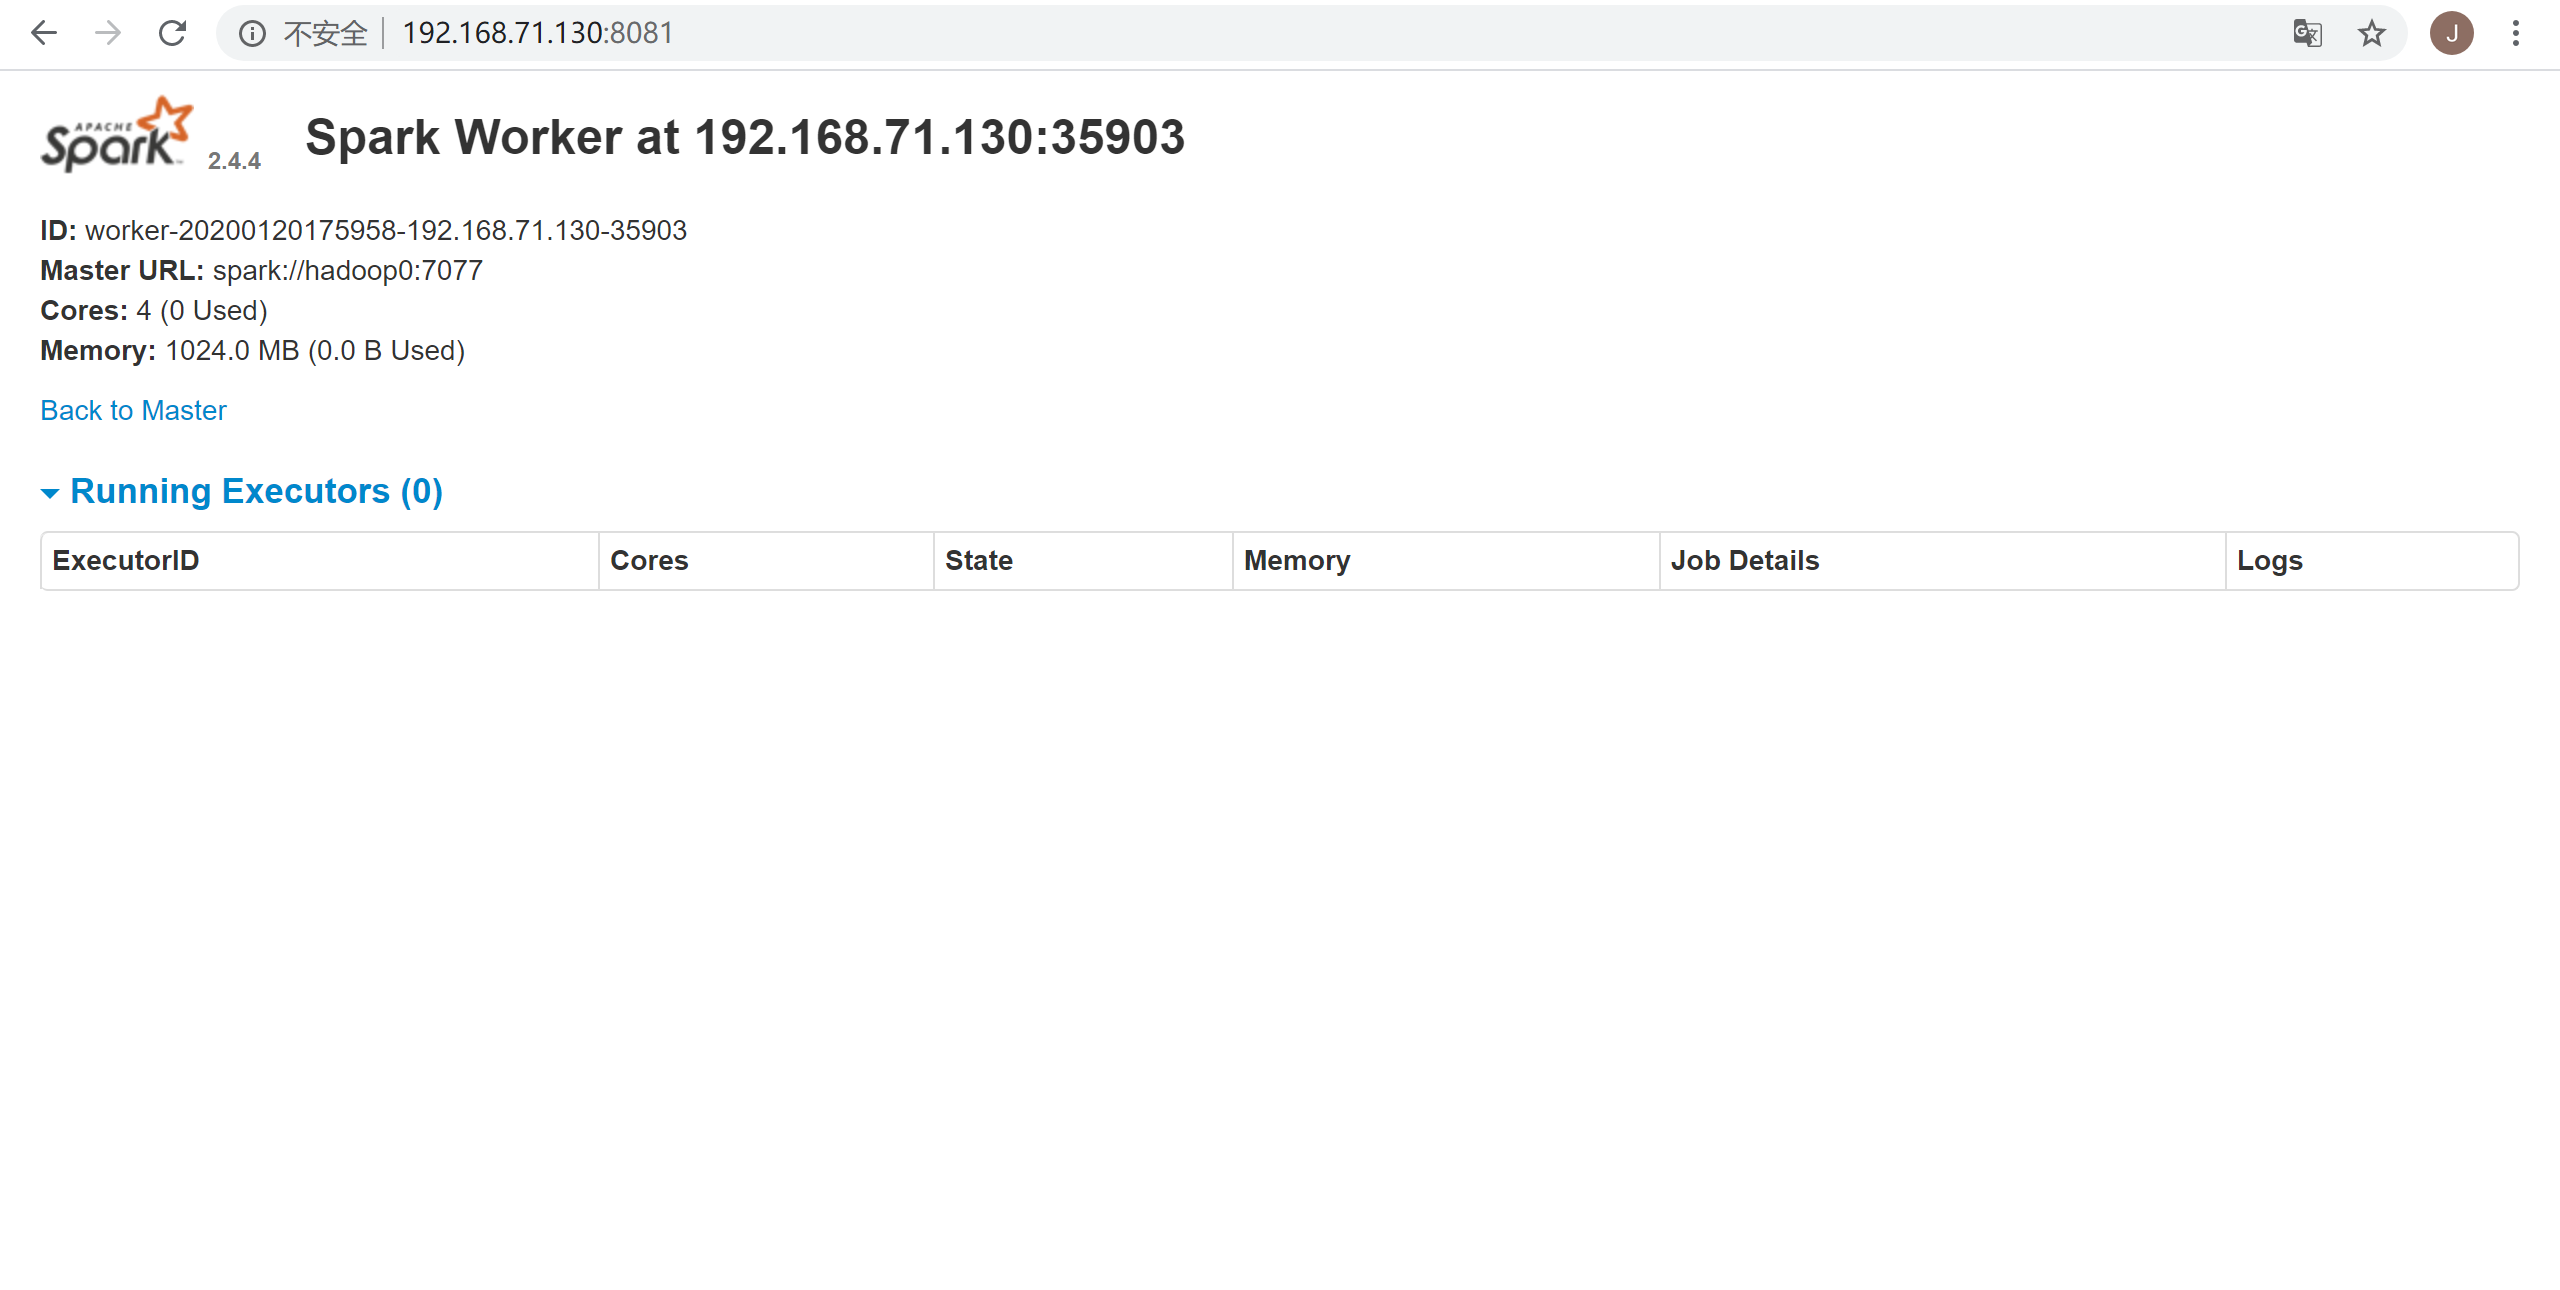 不安全 192.168.71.130:8081
J
APACHE
Spark 2.4.4 Spark Worker at 192.168.71.130:35903
ID: worker-20200120175958-192.168.71.130-35903
Master URL: spark://hadoop0:7077
Cores: 4 (0 Used)
Memory: 1024.0 MB (0.0 B Used)
Back to Master
Running Executors (0)
ExecutorID Cores State Memory Job Details Logs